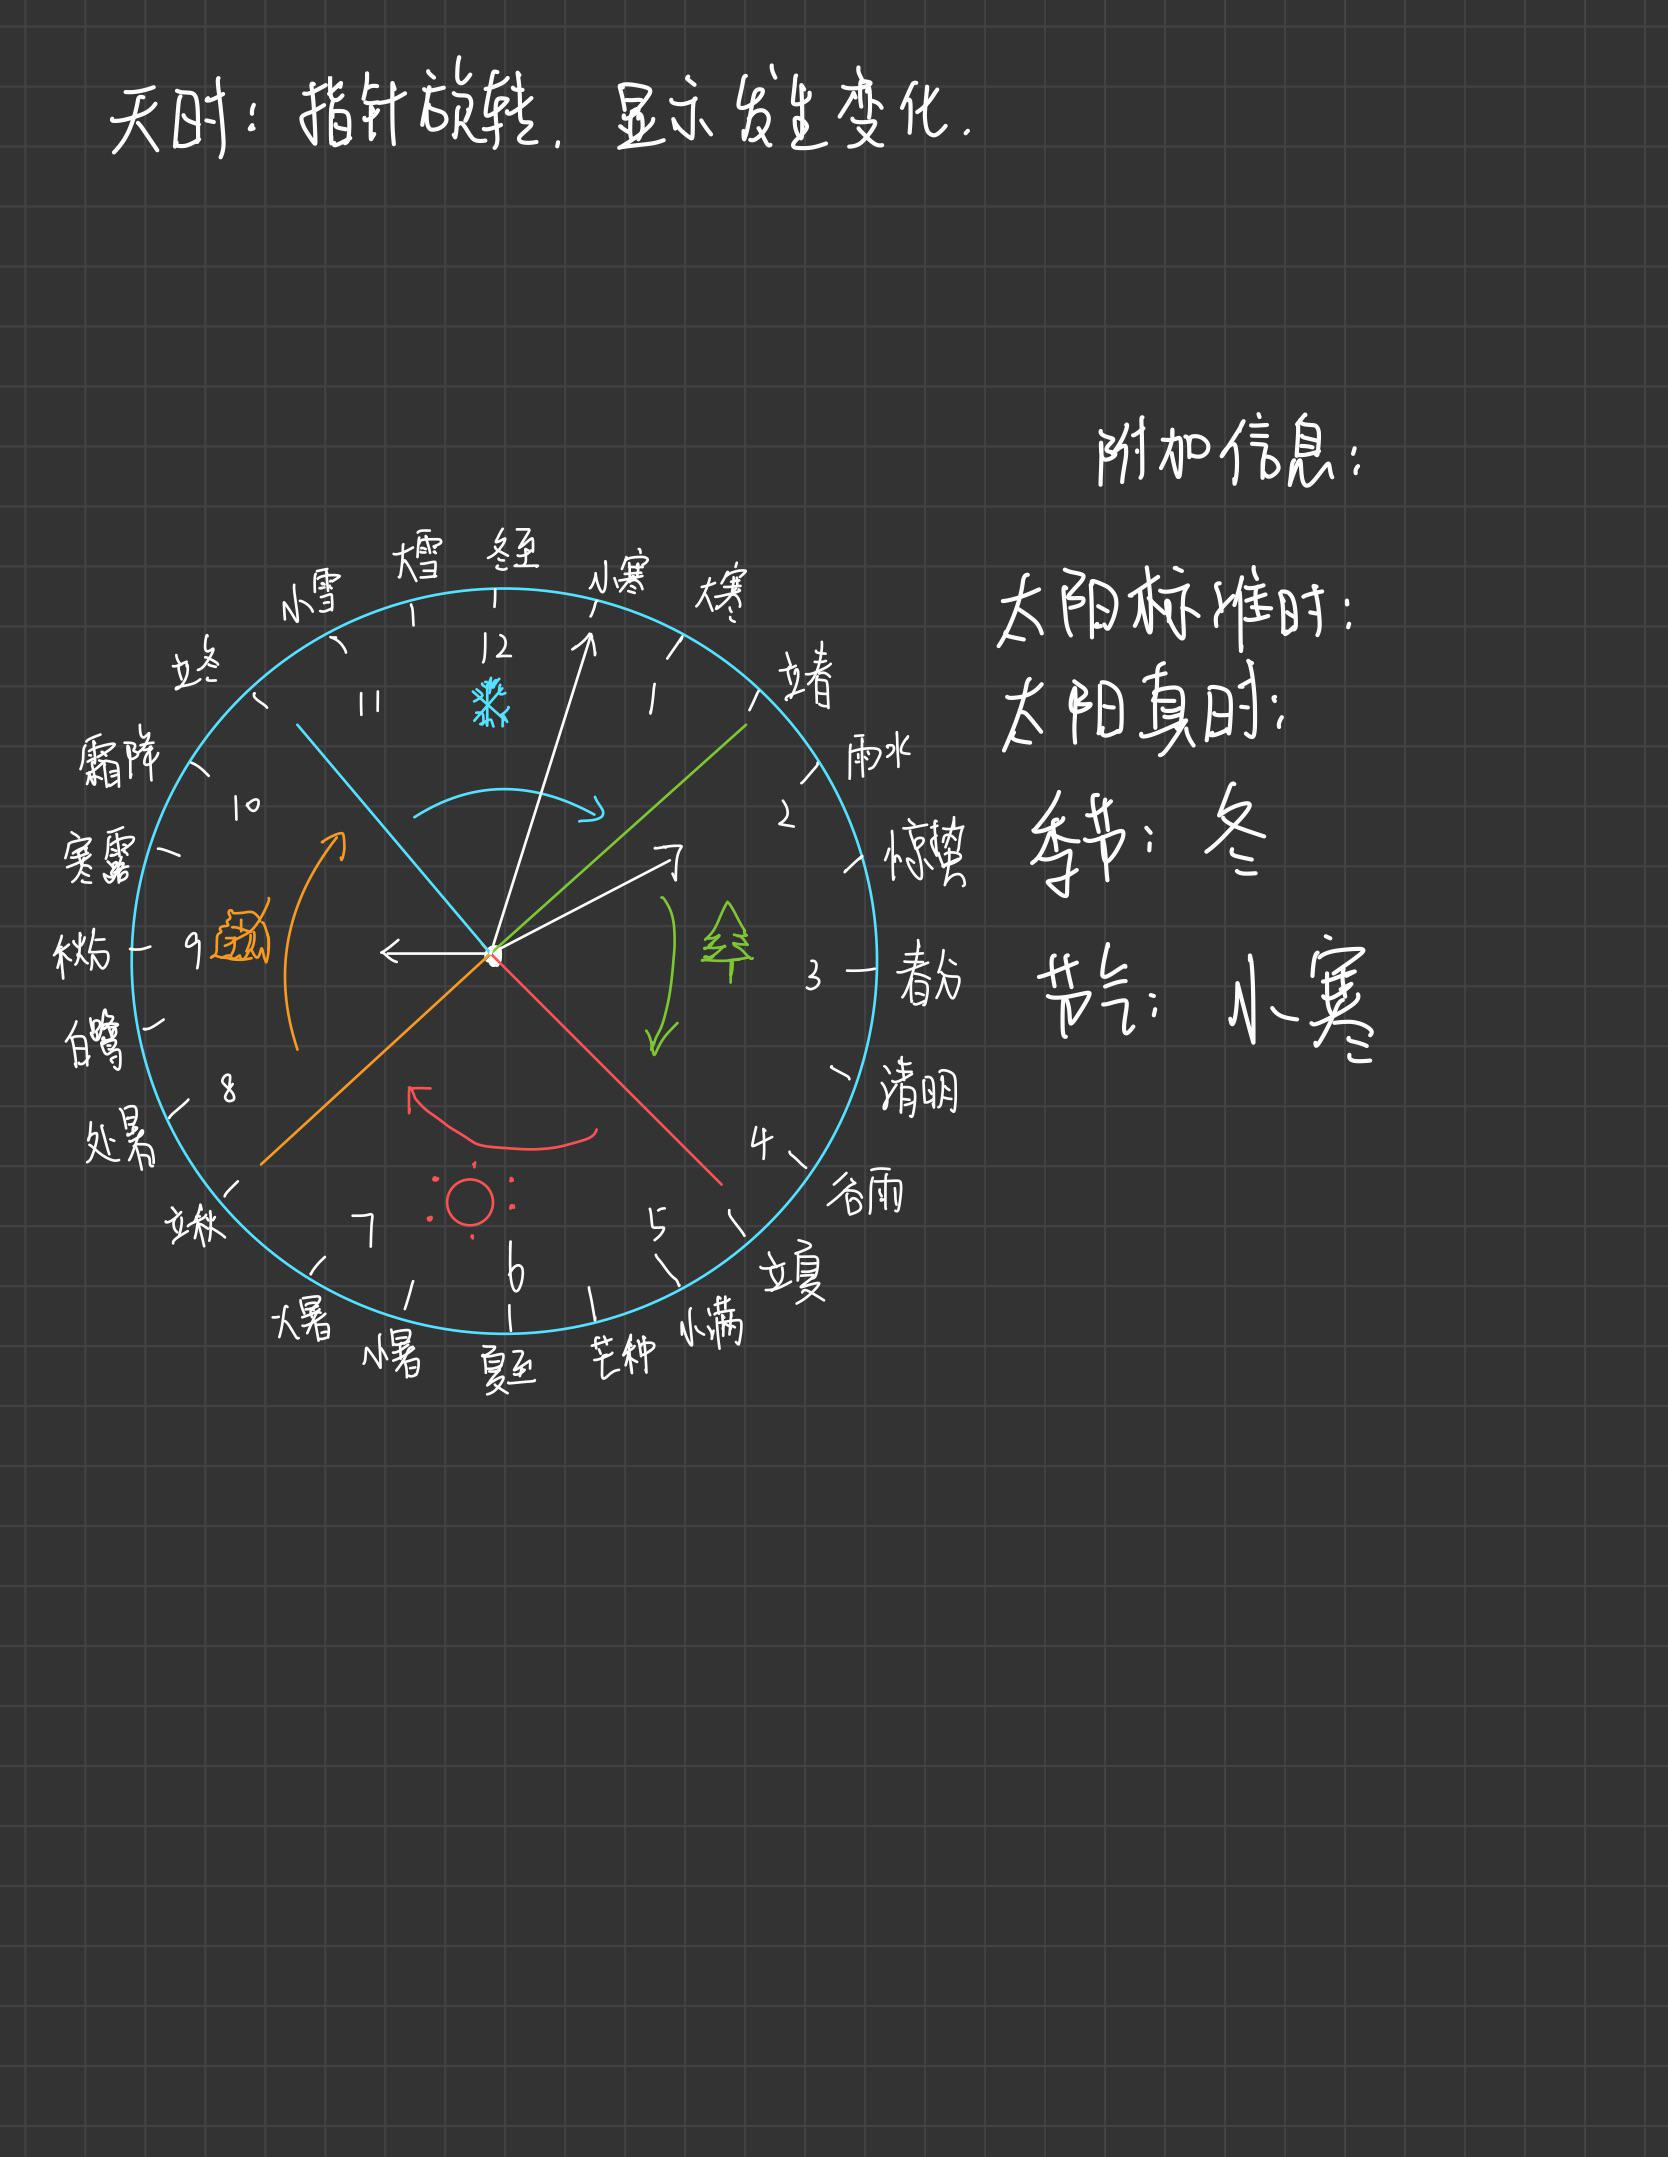 天时：指针旋转，显示发生变化.
附加信息：
太阳标准时：
太阳真时：
季节：冬
节气：小寒
冬至
小寒
大寒
立春
雨水
惊蛰
春分
清明
谷雨
立夏
小满
芒种
夏至
小暑
大暑
立秋
处暑
白鹭
秋分
寒露
霜降
立冬
小雪
大雪
12
1
2
3
4
5
6
7
8
9
10
11